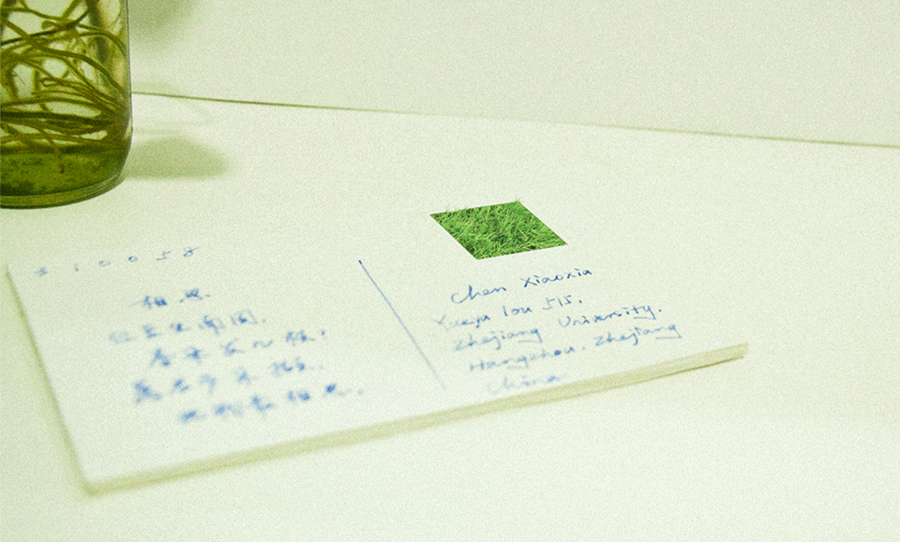 310058
相思.
红豆生南国.
春来发几枝,
愿君多采撷.
此物最相思.
Chen Xiaoxia
lou 515.
Zhejiang University.
Hangzhou. Zhejiang
China